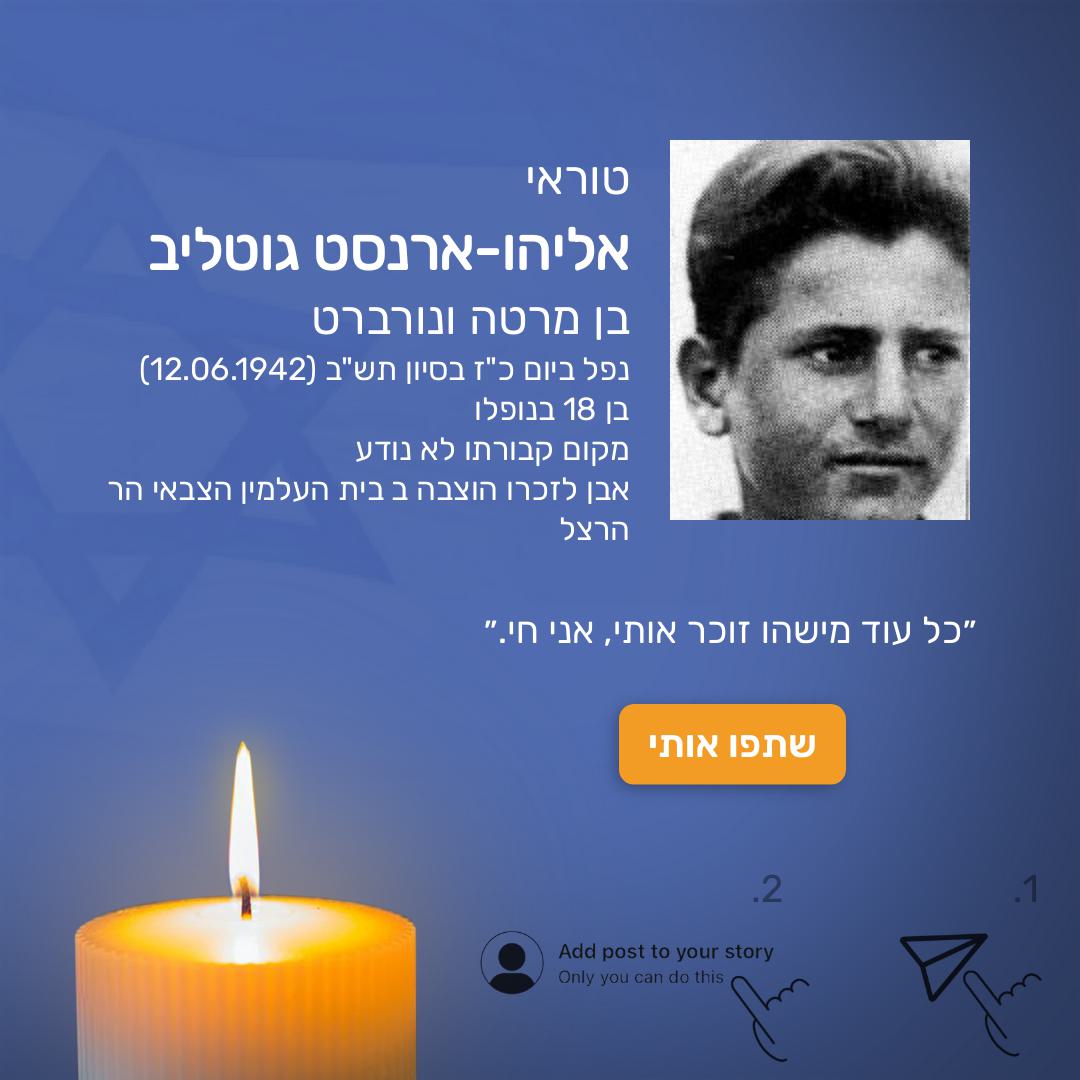 טוראי
אליהו-ארנסט גוטליב
בן מרטה ונורברט
נפל ביום כ"ז בסיון תש"ב (12.06.1942)
בן 18 בנופלו
מקום קבורתו לא נודע
אבן לזכרו הוצבה ב בית העלמין הצבאי הר
הרצל
״כל עוד מישהו זוכר אותי, אני חי.״
שתפו אותי
.1
.2
Add post to your story
Only you can do this